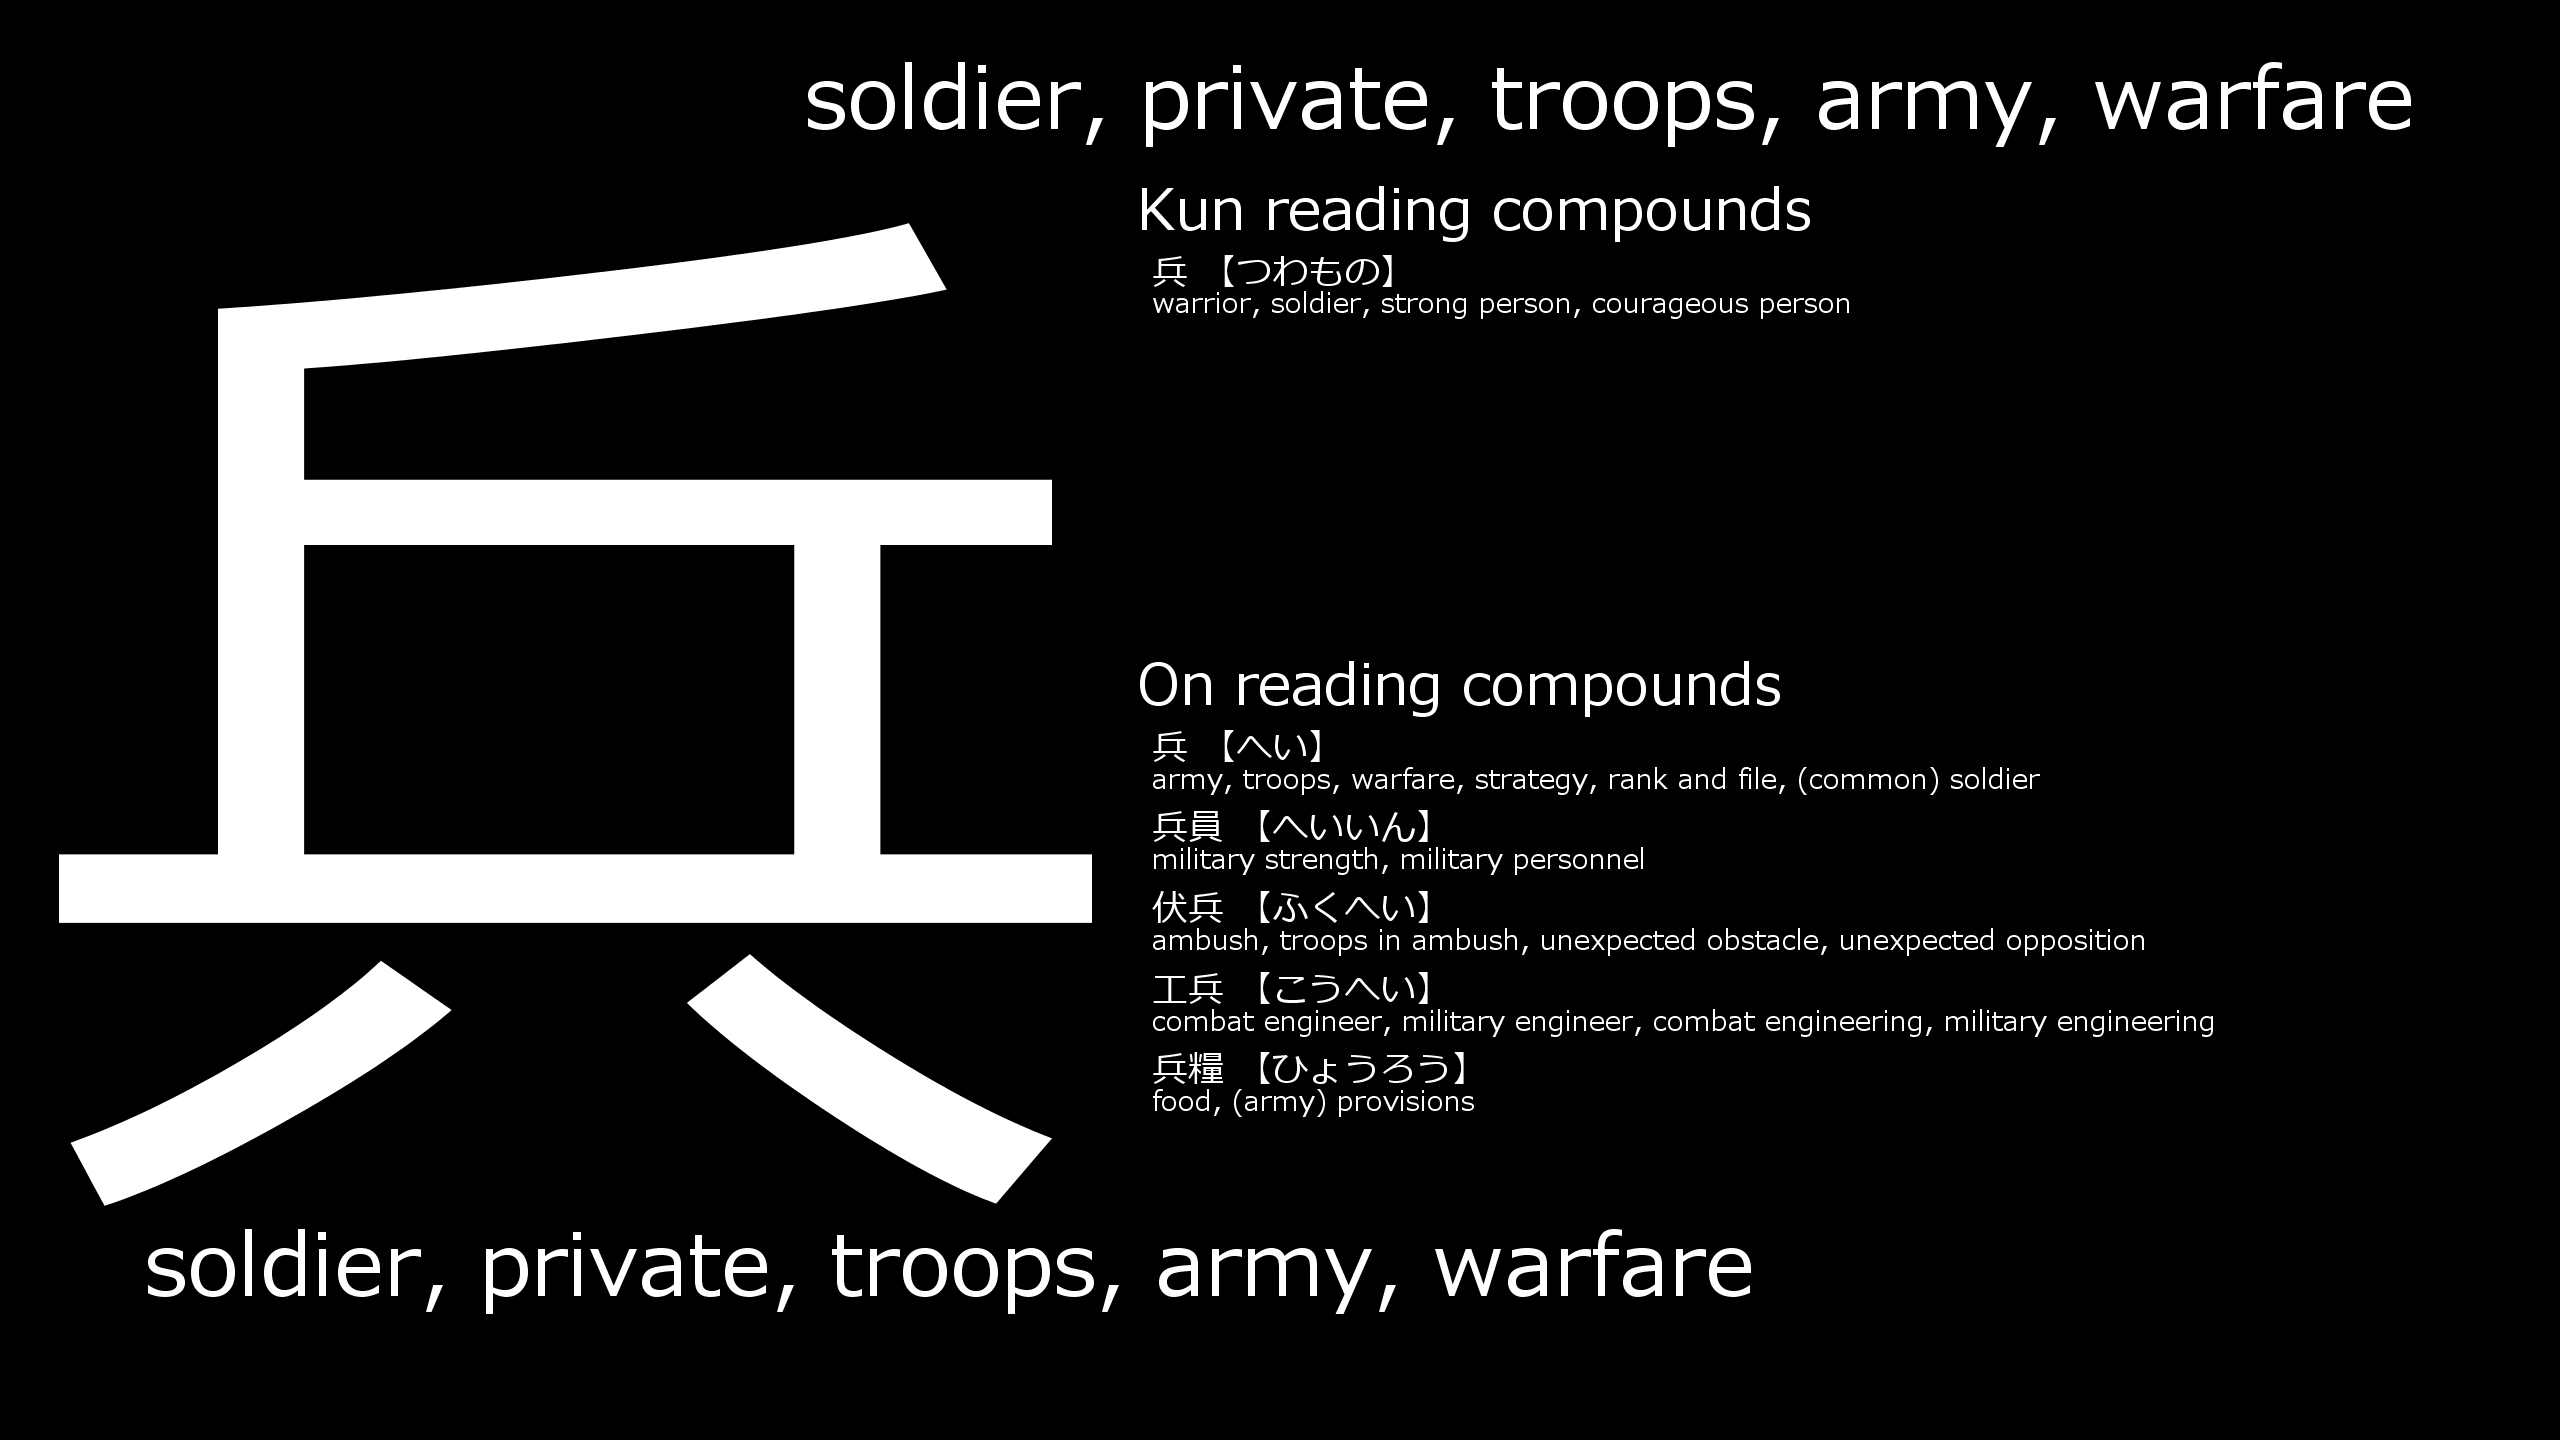 soldier, private, troops, army, warfare
兵
Kun reading compounds
兵 【つわもの】
warrior, soldier, strong person, courageous person
On reading compounds
兵 【へい】
army, troops, warfare, strategy, rank and file, (common) soldier
兵員 【へいいん】
military strength, military personnel
伏兵 【ふくへい】
ambush, troops in ambush, unexpected obstacle, unexpected opposition
工兵 【こうへい】
combat engineer, military engineer, combat engineering, military engineering
兵糧 【ひょうろう】
food, (army) provisions
soldier, private, troops, army, warfare